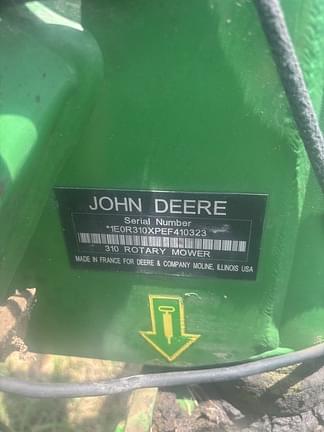 JOHN DEERE
Serial Number
*1E0R310XPEF410323
310 ROTARY MOWER
MADE IN FRANCE FOR DEERE & COMPANY MOLINE, ILLINOIS USA